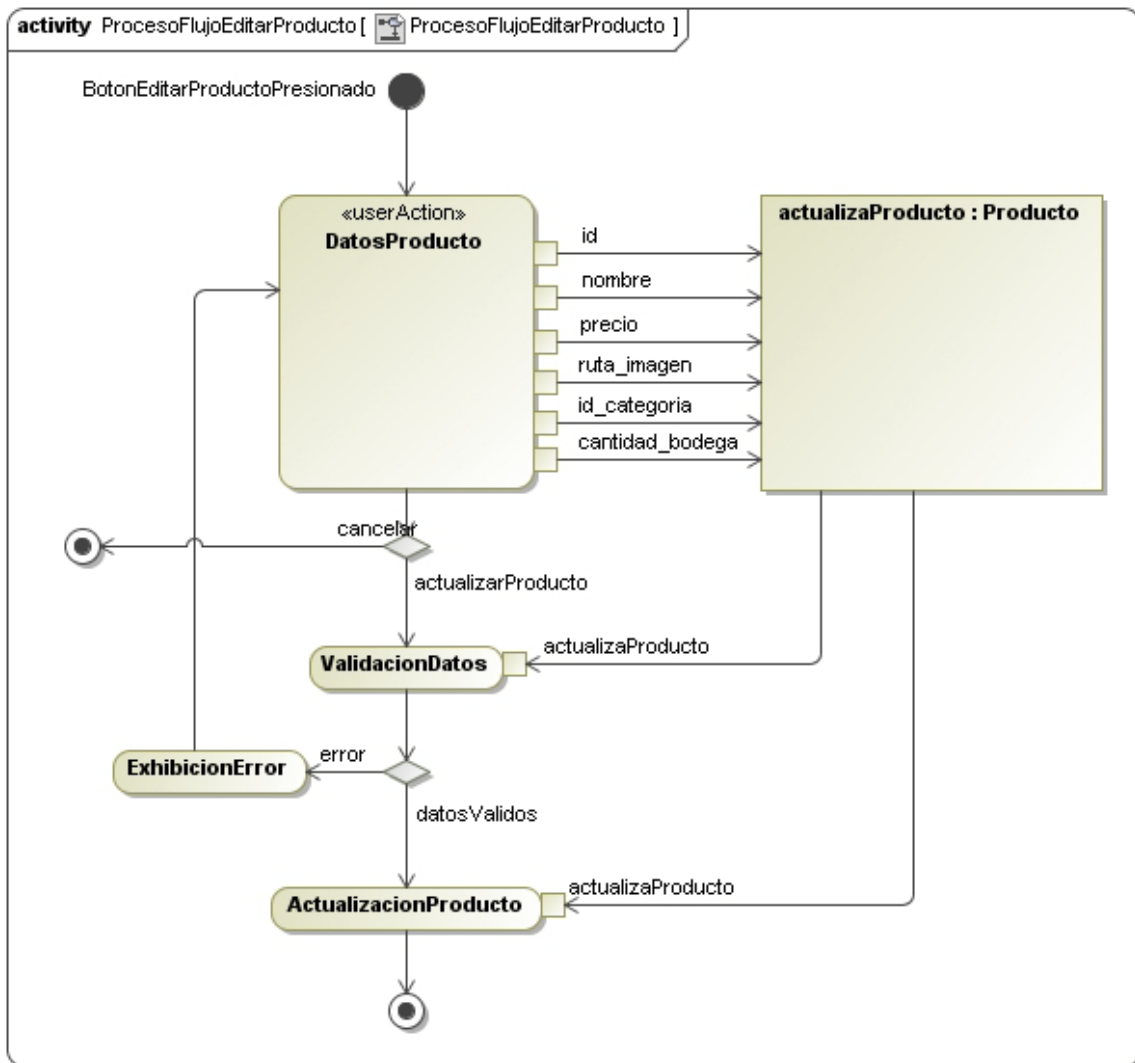 activity ProcesoFlujoEditarProducto [ ProcesoFlujoEditarProducto ]
BotonEditarProductoPresionado
«userAction»
DatosProducto
actualizaProducto : Producto
id
nombre
precio
ruta_imagen
id_categoria
cantidad_bodega
cancelar
actualizarProducto
ValidacionDatos
actualizaProducto
error
ExhibicionError
datosValidos
actualizaProducto
ActualizacionProducto